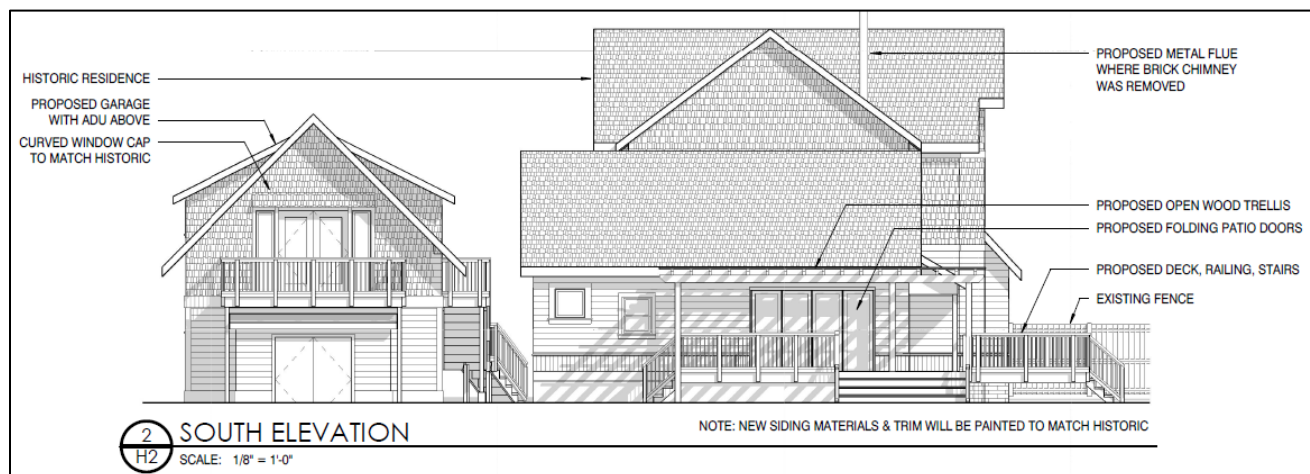 HISTORIC RESIDENCE
PROPOSED GARAGE
WITH ADU ABOVE
CURVED WINDOW CAP
TO MATCH HISTORIC
PROPOSED METAL FLUE
WHERE BRICK CHIMNEY
WAS REMOVED
PROPOSED OPEN WOOD TRELLIS
PROPOSED FOLDING PATIO DOORS
PROPOSED DECK, RAILING, STAIRS
EXISTING FENCE
2
H2
SOUTH ELEVATION
SCALE: 1/8" = 1'-0"
NOTE: NEW SIDING MATERIALS & TRIM WILL BE PAINTED TO MATCH HISTORIC